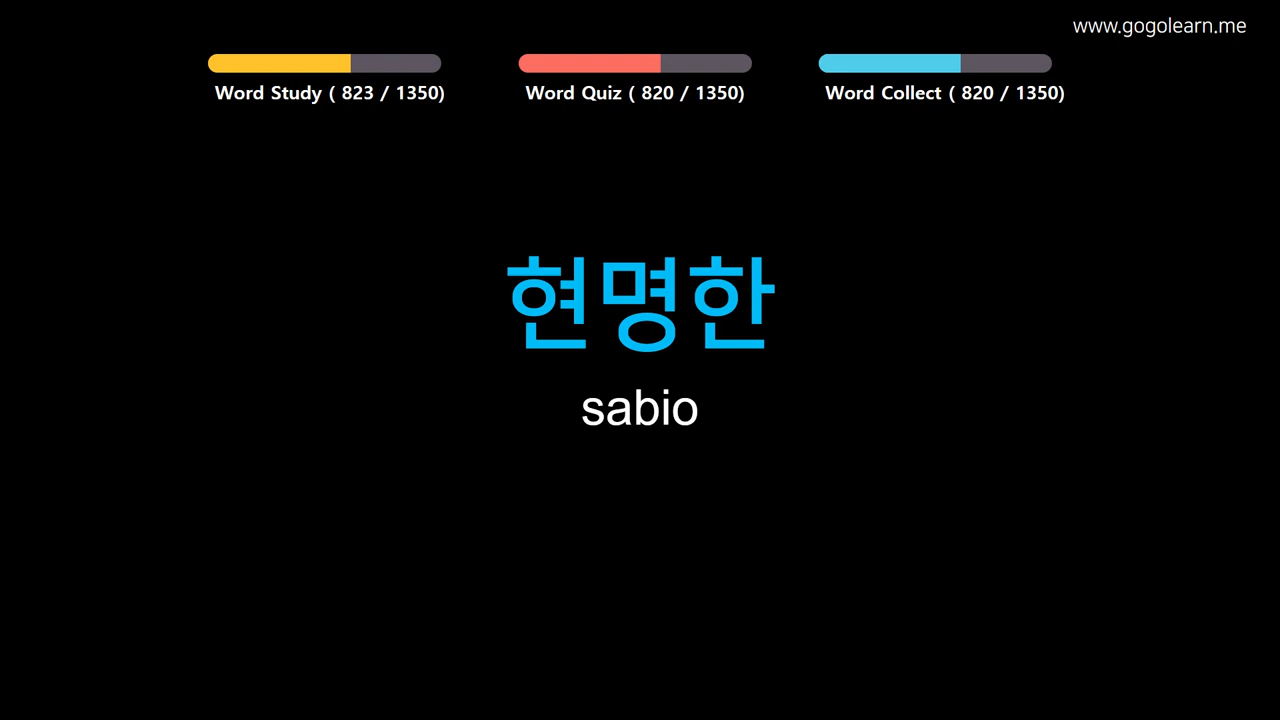 www.gogolearn.me
Word Study ( 823 / 1350)
Word Quiz ( 820 / 1350)
Word Collect ( 820 / 1350)
현명한
sabio